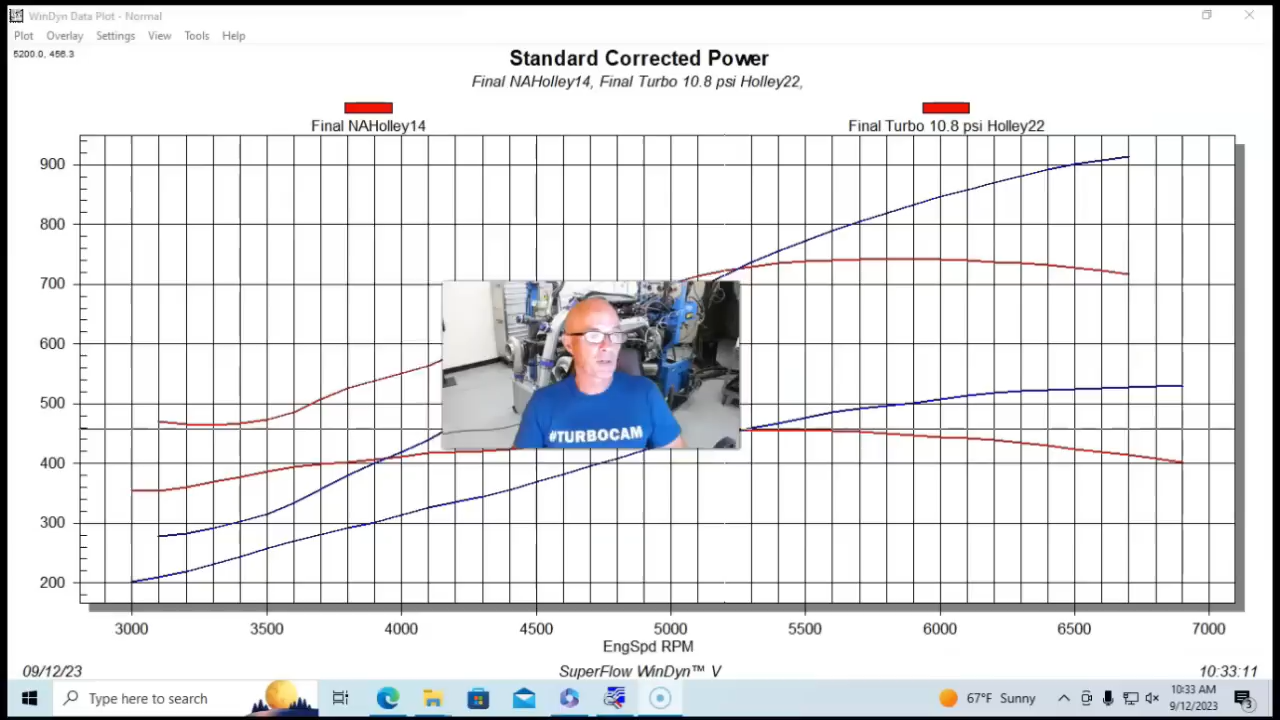 WinDyn Data Plot - Normal
Plot Overlay Settings View Tools Help
5200.0, 456.3
Standard Corrected Power
Final NAHolley14, Final Turbo 10.8 psi Holley22,
Final NAHolley14
Final Turbo 10.8 psi Holley22
900
800
700
600
500
400
300
200
#TURBOCAM
3000 3500 4000 4500 5000 5500 6000 6500 7000
EngSpd RPM
09/12/23 SuperFlow WinDyn™ V 10:33:11
Type here to search
67°F Sunny
10:33 AM
9/12/2023
3